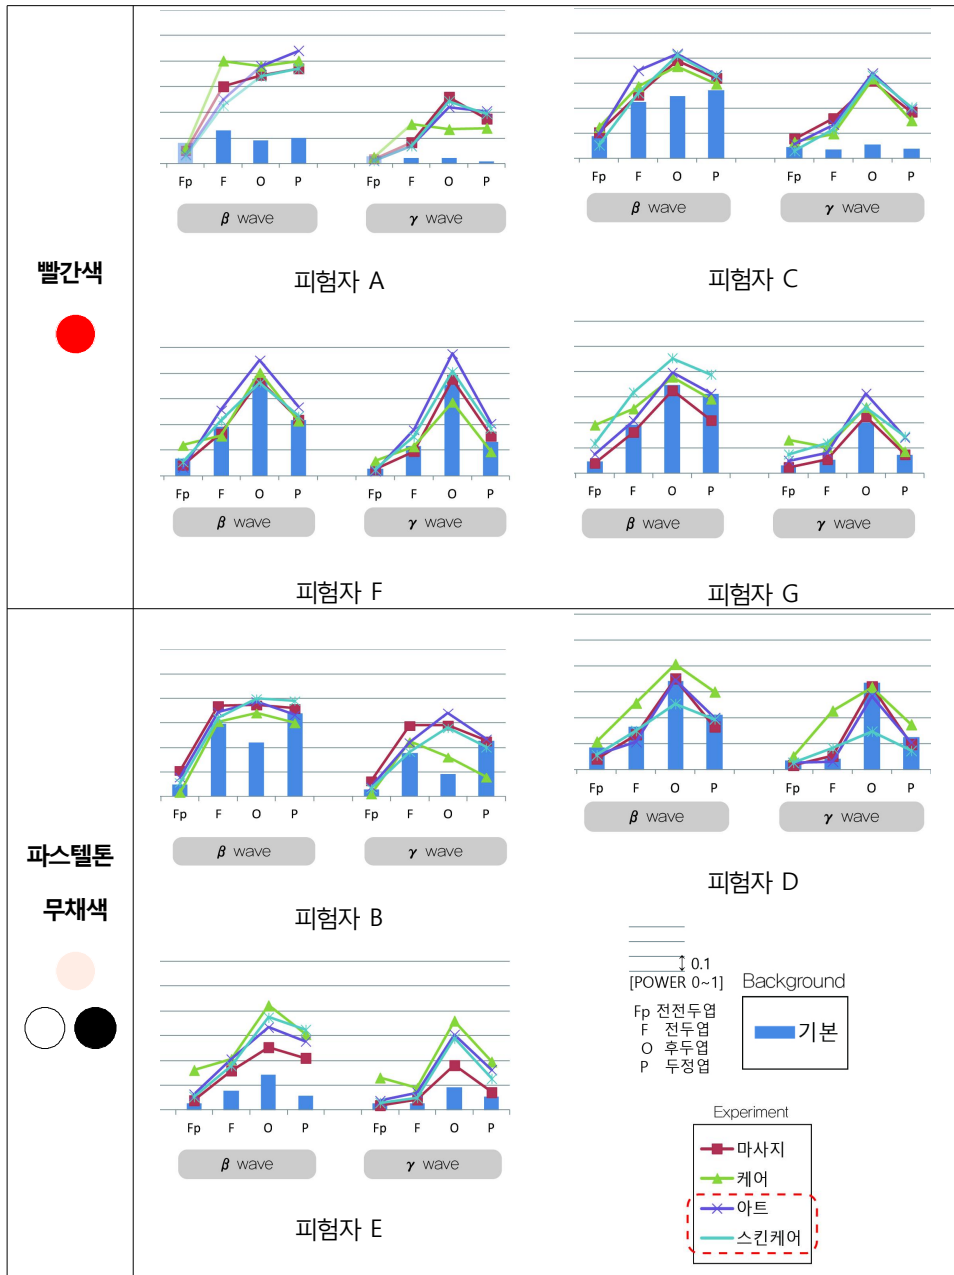 빨간색
Fp F O P Fp F O P
β wave γ wave
피험자 A
Fp F O P Fp F O P
β wave γ wave
피험자 C
Fp F O P Fp F O P
β wave γ wave
피험자 F
Fp F O P Fp F O P
β wave γ wave
피험자 G
파스텔톤
무채색
Fp F O P Fp F O P
β wave γ wave
피험자 B
Fp F O P Fp F O P
β wave γ wave
피험자 D
Fp F O P Fp F O P
β wave γ wave
피험자 E
0.1
[POWER 0~1]
Fp 전전두엽
F 전두엽
O 후두엽
P 두정엽
Background
기본
Experiment
마사지
케어
아트
스킨케어